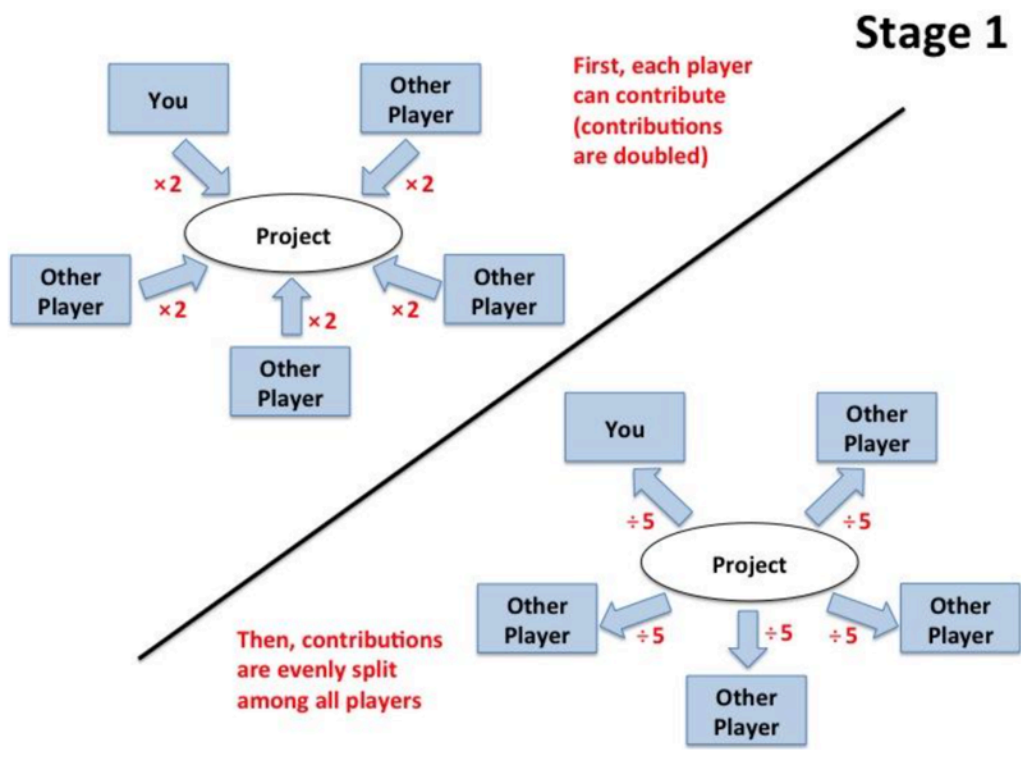 Stage 1
First, each player
can contribute
(contributions
are doubled)
You
Other
Player
×2
×2
Project
Other
Player
×2
×2
Other
Player
×2
Other
Player
You
Other
Player
÷5
÷5
Project
Other
Player
÷5
÷5
÷5
Other
Player
Other
Player
Then, contributions
are evenly split
among all players